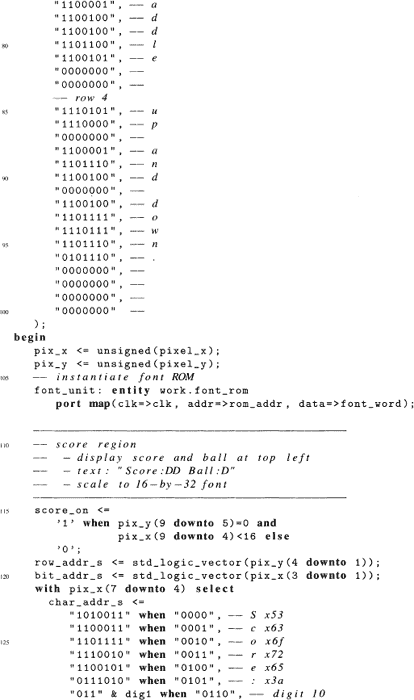 "1100001", -- a
"1100100", -- d
"1100100", -- d
80 "1101100", -- l
"1100101", -- e
"0000000", --
"0000000", --
-- row 4
85 "1110101", -- u
"1110000", -- p
"0000000", --
"1100001", -- a
"1101110", -- n
90 "1100100", -- d
"0000000", --
"1100100", -- d
"1101111", -- o
"1110111", -- w
95 "1101110", -- n
"0101110", -- .
"0000000", --
"0000000", --
"0000000", --
100 "0000000" --
);
begin
pix_x <= unsigned(pixel_x);
pix_y <= unsigned(pixel_y);
105 -- instantiate font ROM
font_unit: entity work.font_rom
port map(clk=>clk, addr=>rom_addr, data=>font_word);
110 -- score region
-- - display score and ball at top left
-- - text: "Score:DD Ball:D"
-- - scale to 16-by-32 font
115 score_on <=
'1' when pix_y(9 downto 5)=0 and
pix_x(9 downto 4)<16 else
'0';
row_addr_s <= std_logic_vector(pix_y(4 downto 1));
120 bit_addr_s <= std_logic_vector(pix_x(3 downto 1));
with pix_x(7 downto 4) select
char_addr_s <=
"1010011" when "0000", -- S x53
"1100011" when "0001", -- c x63
125 "1101111" when "0010", -- o x6f
"1110010" when "0011", -- r x72
"1100101" when "0100", -- e x65
"0111010" when "0101", -- : x3a
"011" & dig1 when "0110", -- digit 10